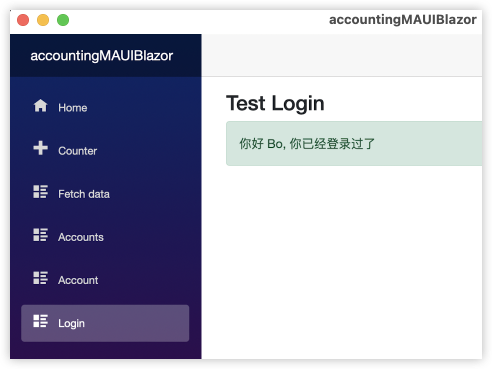 accountingMAUIBlazor
accountingMAUIBlazor
Home
Counter
Fetch data
Accounts
Account
Login
Test Login
你好 Bo, 你已经登录过了